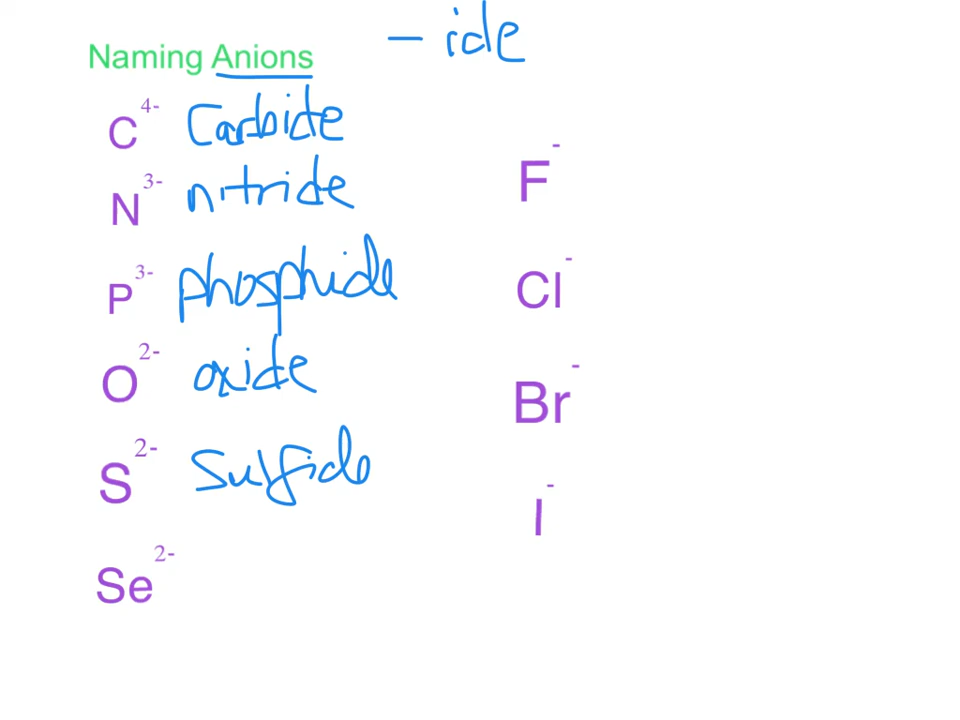 – ide
Naming Anions
C⁴⁻ Carbide
N³⁻ nitride
P³⁻ phosphide
O²⁻ oxide
S²⁻ Sulfide
Se²⁻
F⁻
Cl⁻
Br⁻
I⁻